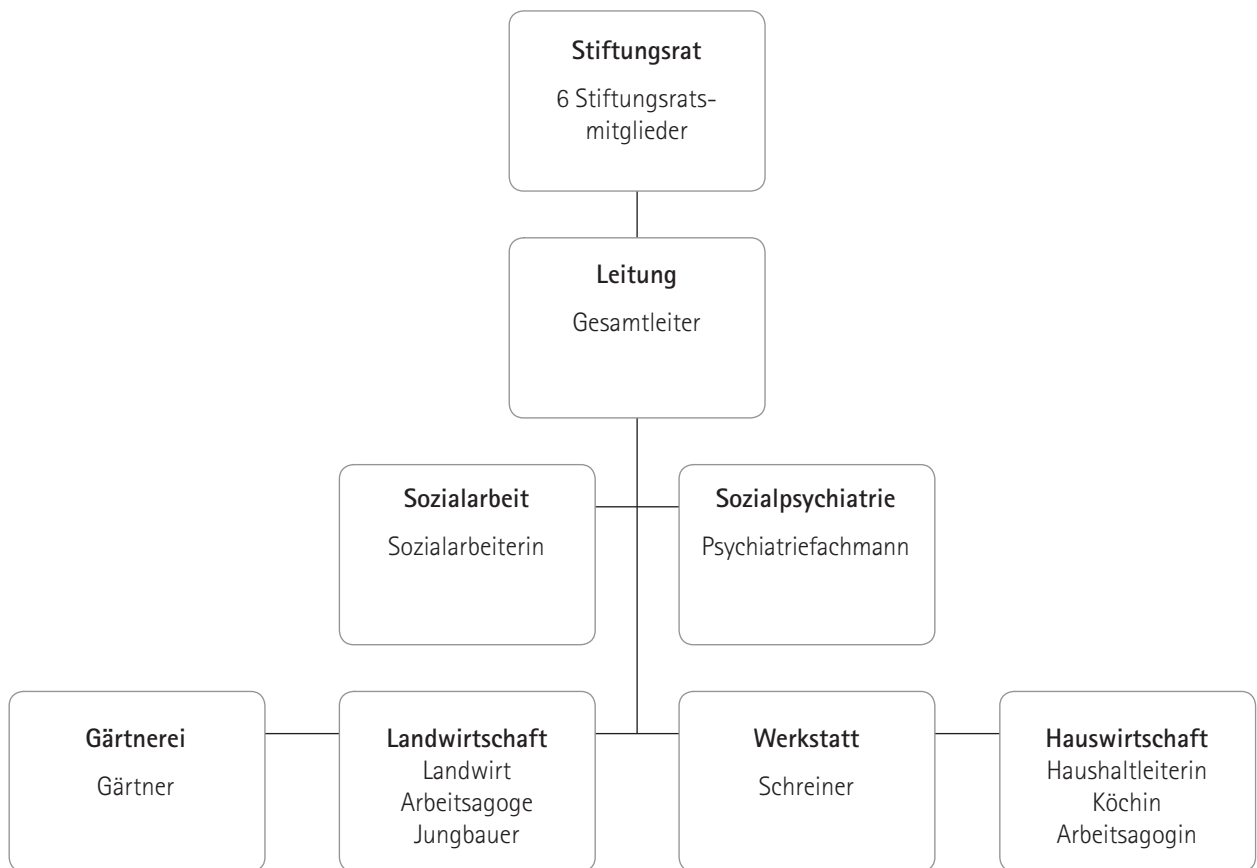 Stiftungsrat
6 Stiftungsrats-
mitglieder
Leitung
Gesamtleiter
Sozialarbeit
Sozialarbeiterin
Sozialpsychiatrie
Psychiatriefachmann
Gärtnerei
Gärtner
Landwirtschaft
Landwirt
Arbeitsagoge
Jungbauer
Werkstatt
Schreiner
Hauswirtschaft
Haushaltleiterin
Köchin
Arbeitsagogin